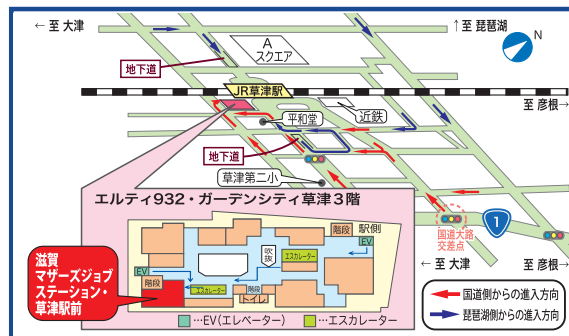 ← 至 大津
↑至 琵琶湖
N
A
スクエア
地下道
JR草津駅
至 彦根→
平和堂
近鉄
地下道
草津第二小
エルティ932・ガーデンシティ草津3階
階段
駅側
EV
吹抜
エスカレーター
EV
階段
エスカレーター
階段
トイレ
滋賀
マザーズジョブ
ステーション・
草津駅前
…EV(エレベーター)
…エスカレーター
1
国道大路
交差点
← 至 大津
至 彦根→
国道側からの進入方向
琵琶湖側からの進入方向